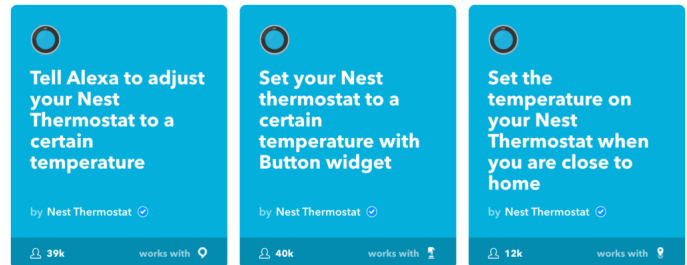 Tell Alexa to adjust
your Nest
Thermostat to a
certain
temperature
by Nest Thermostat
39k
works with
Set your Nest
thermostat to a
certain
temperature with
Button widget
by Nest Thermostat
40k
works with
Set the
temperature on
your Nest
Thermostat when
you are close to
home
by Nest Thermostat
12k
works with